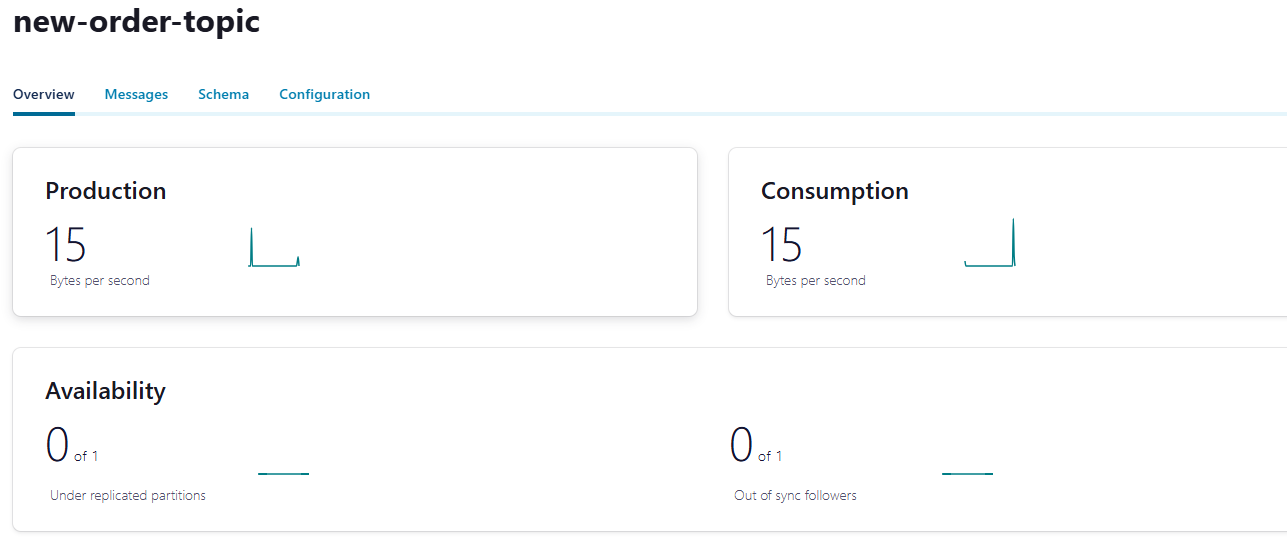 new-order-topic
Overview Messages Schema Configuration
Production
15
Bytes per second
Consumption
15
Bytes per second
Availability
0 of 1
Under replicated partitions
0 of 1
Out of sync followers